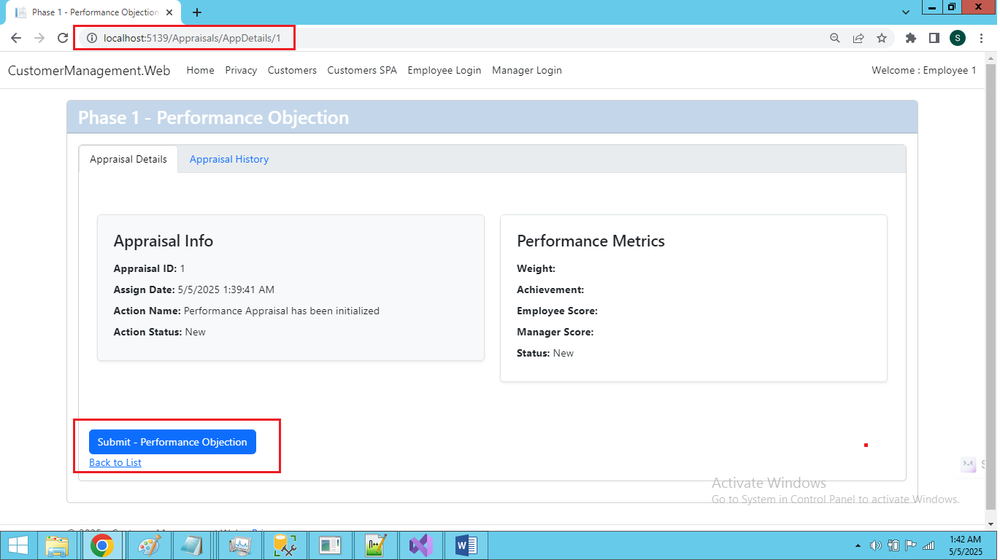 Phase 1 - Performance Objection
localhost:5139/Appraisals/AppDetails/1
S
CustomerManagement.Web Home Privacy Customers Customers SPA Employee Login Manager Login Welcome : Employee 1
Phase 1 - Performance Objection
Appraisal Details Appraisal History
Appraisal Info
Appraisal ID: 1
Assign Date: 5/5/2025 1:39:41 AM
Action Name: Performance Appraisal has been initialized
Action Status: New
Performance Metrics
Weight:
Achievement:
Employee Score:
Manager Score:
Status: New
Submit - Performance Objection
Back to List
Activate Windows
Go to System in Control Panel to activate Windows.
1:42 AM
5/5/2025